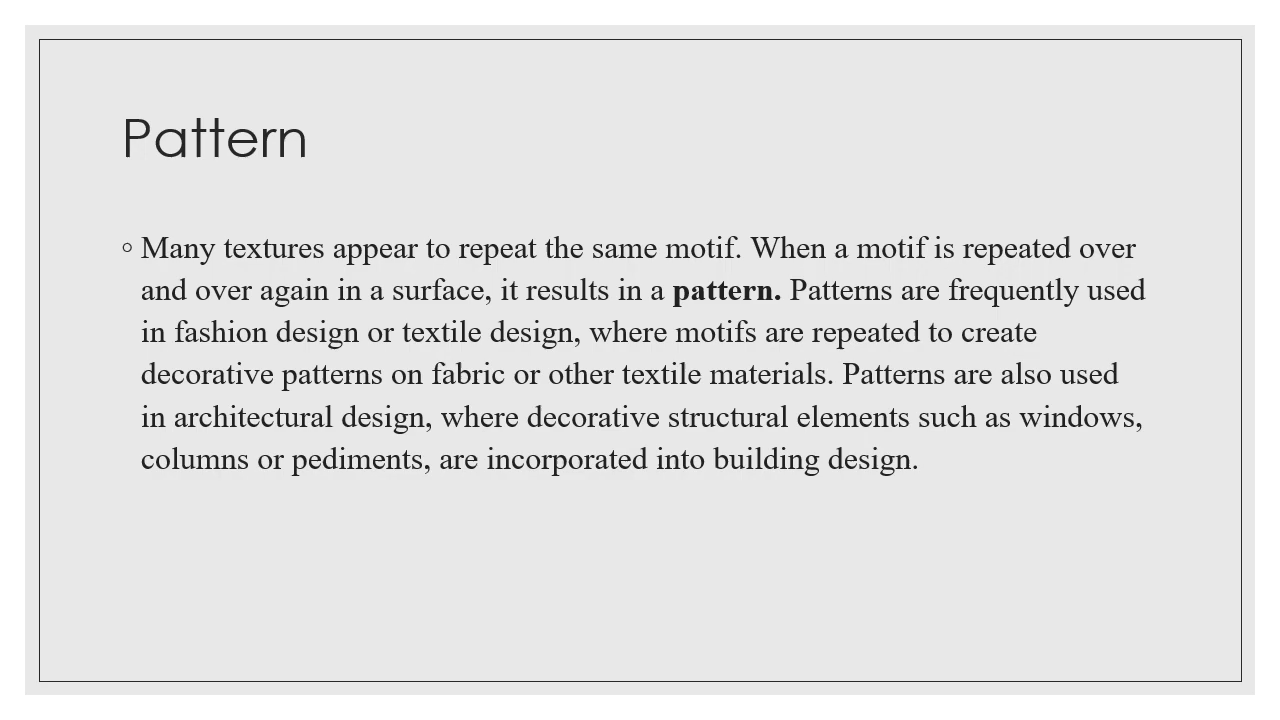 Pattern
◦ Many textures appear to repeat the same motif. When a motif is repeated over
and over again in a surface, it results in a pattern. Patterns are frequently used
in fashion design or textile design, where motifs are repeated to create
decorative patterns on fabric or other textile materials. Patterns are also used
in architectural design, where decorative structural elements such as windows,
columns or pediments, are incorporated into building design.